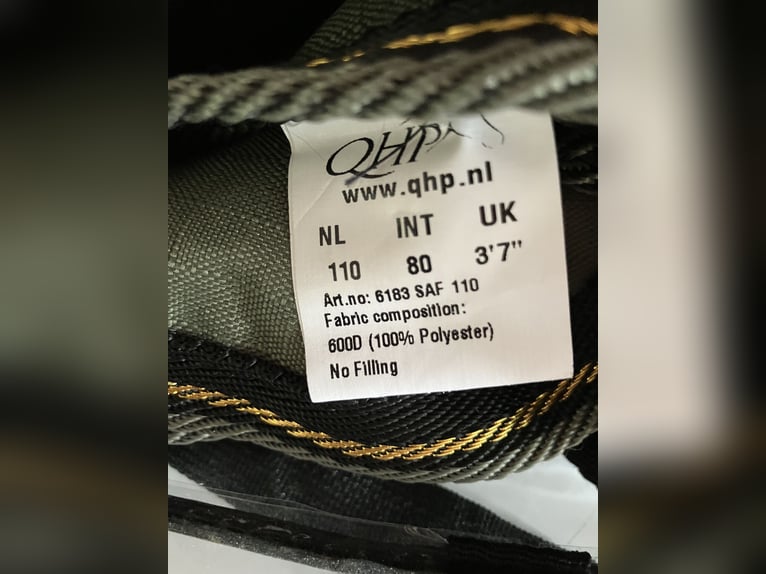 QHP
www.qhp.nl
NL INT UK
110 80 3'7"
Art.no: 6183 SAF 110
Fabric composition:
600D (100% Polyester)
No Filling